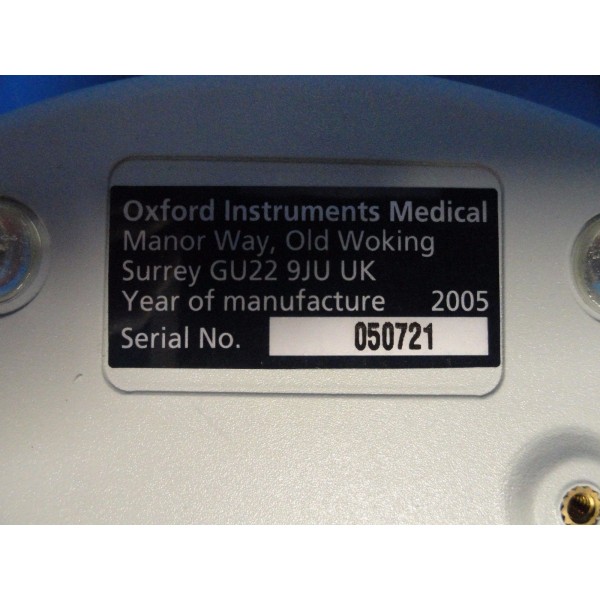 Oxford Instruments Medical
Manor Way, Old Woking
Surrey GU22 9JU UK
Year of manufacture 2005
Serial No. 050721